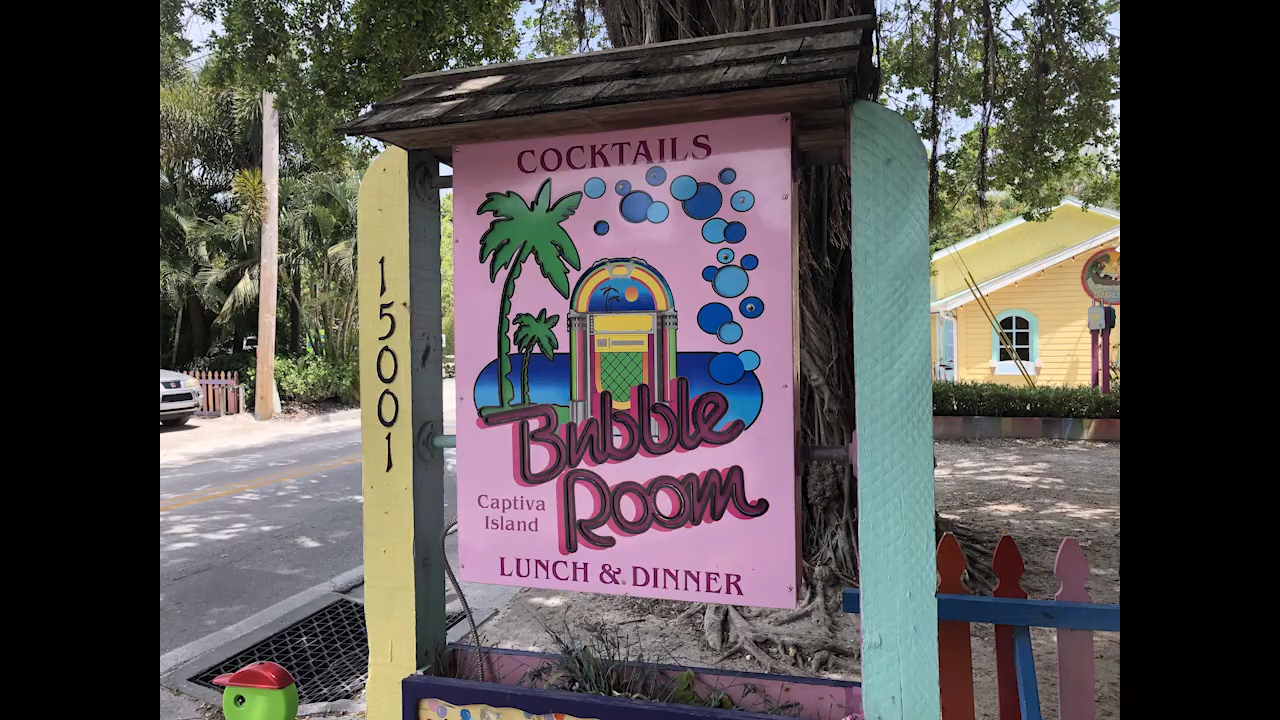 COCKTAILS
15001
Bubble
Room
Captiva
Island
LUNCH & DINNER